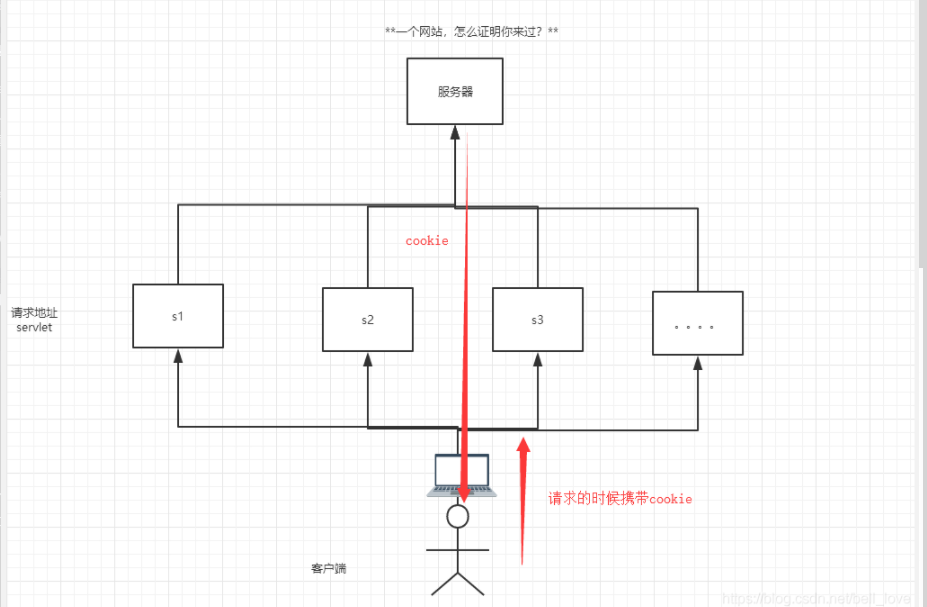 **一个网站，怎么证明你来过？**
服务器
cookie
请求地址
servlet
s1
s2
s3
。。。。
请求的时候携带cookie
客户端
https://blog.csdn.net/bell_love